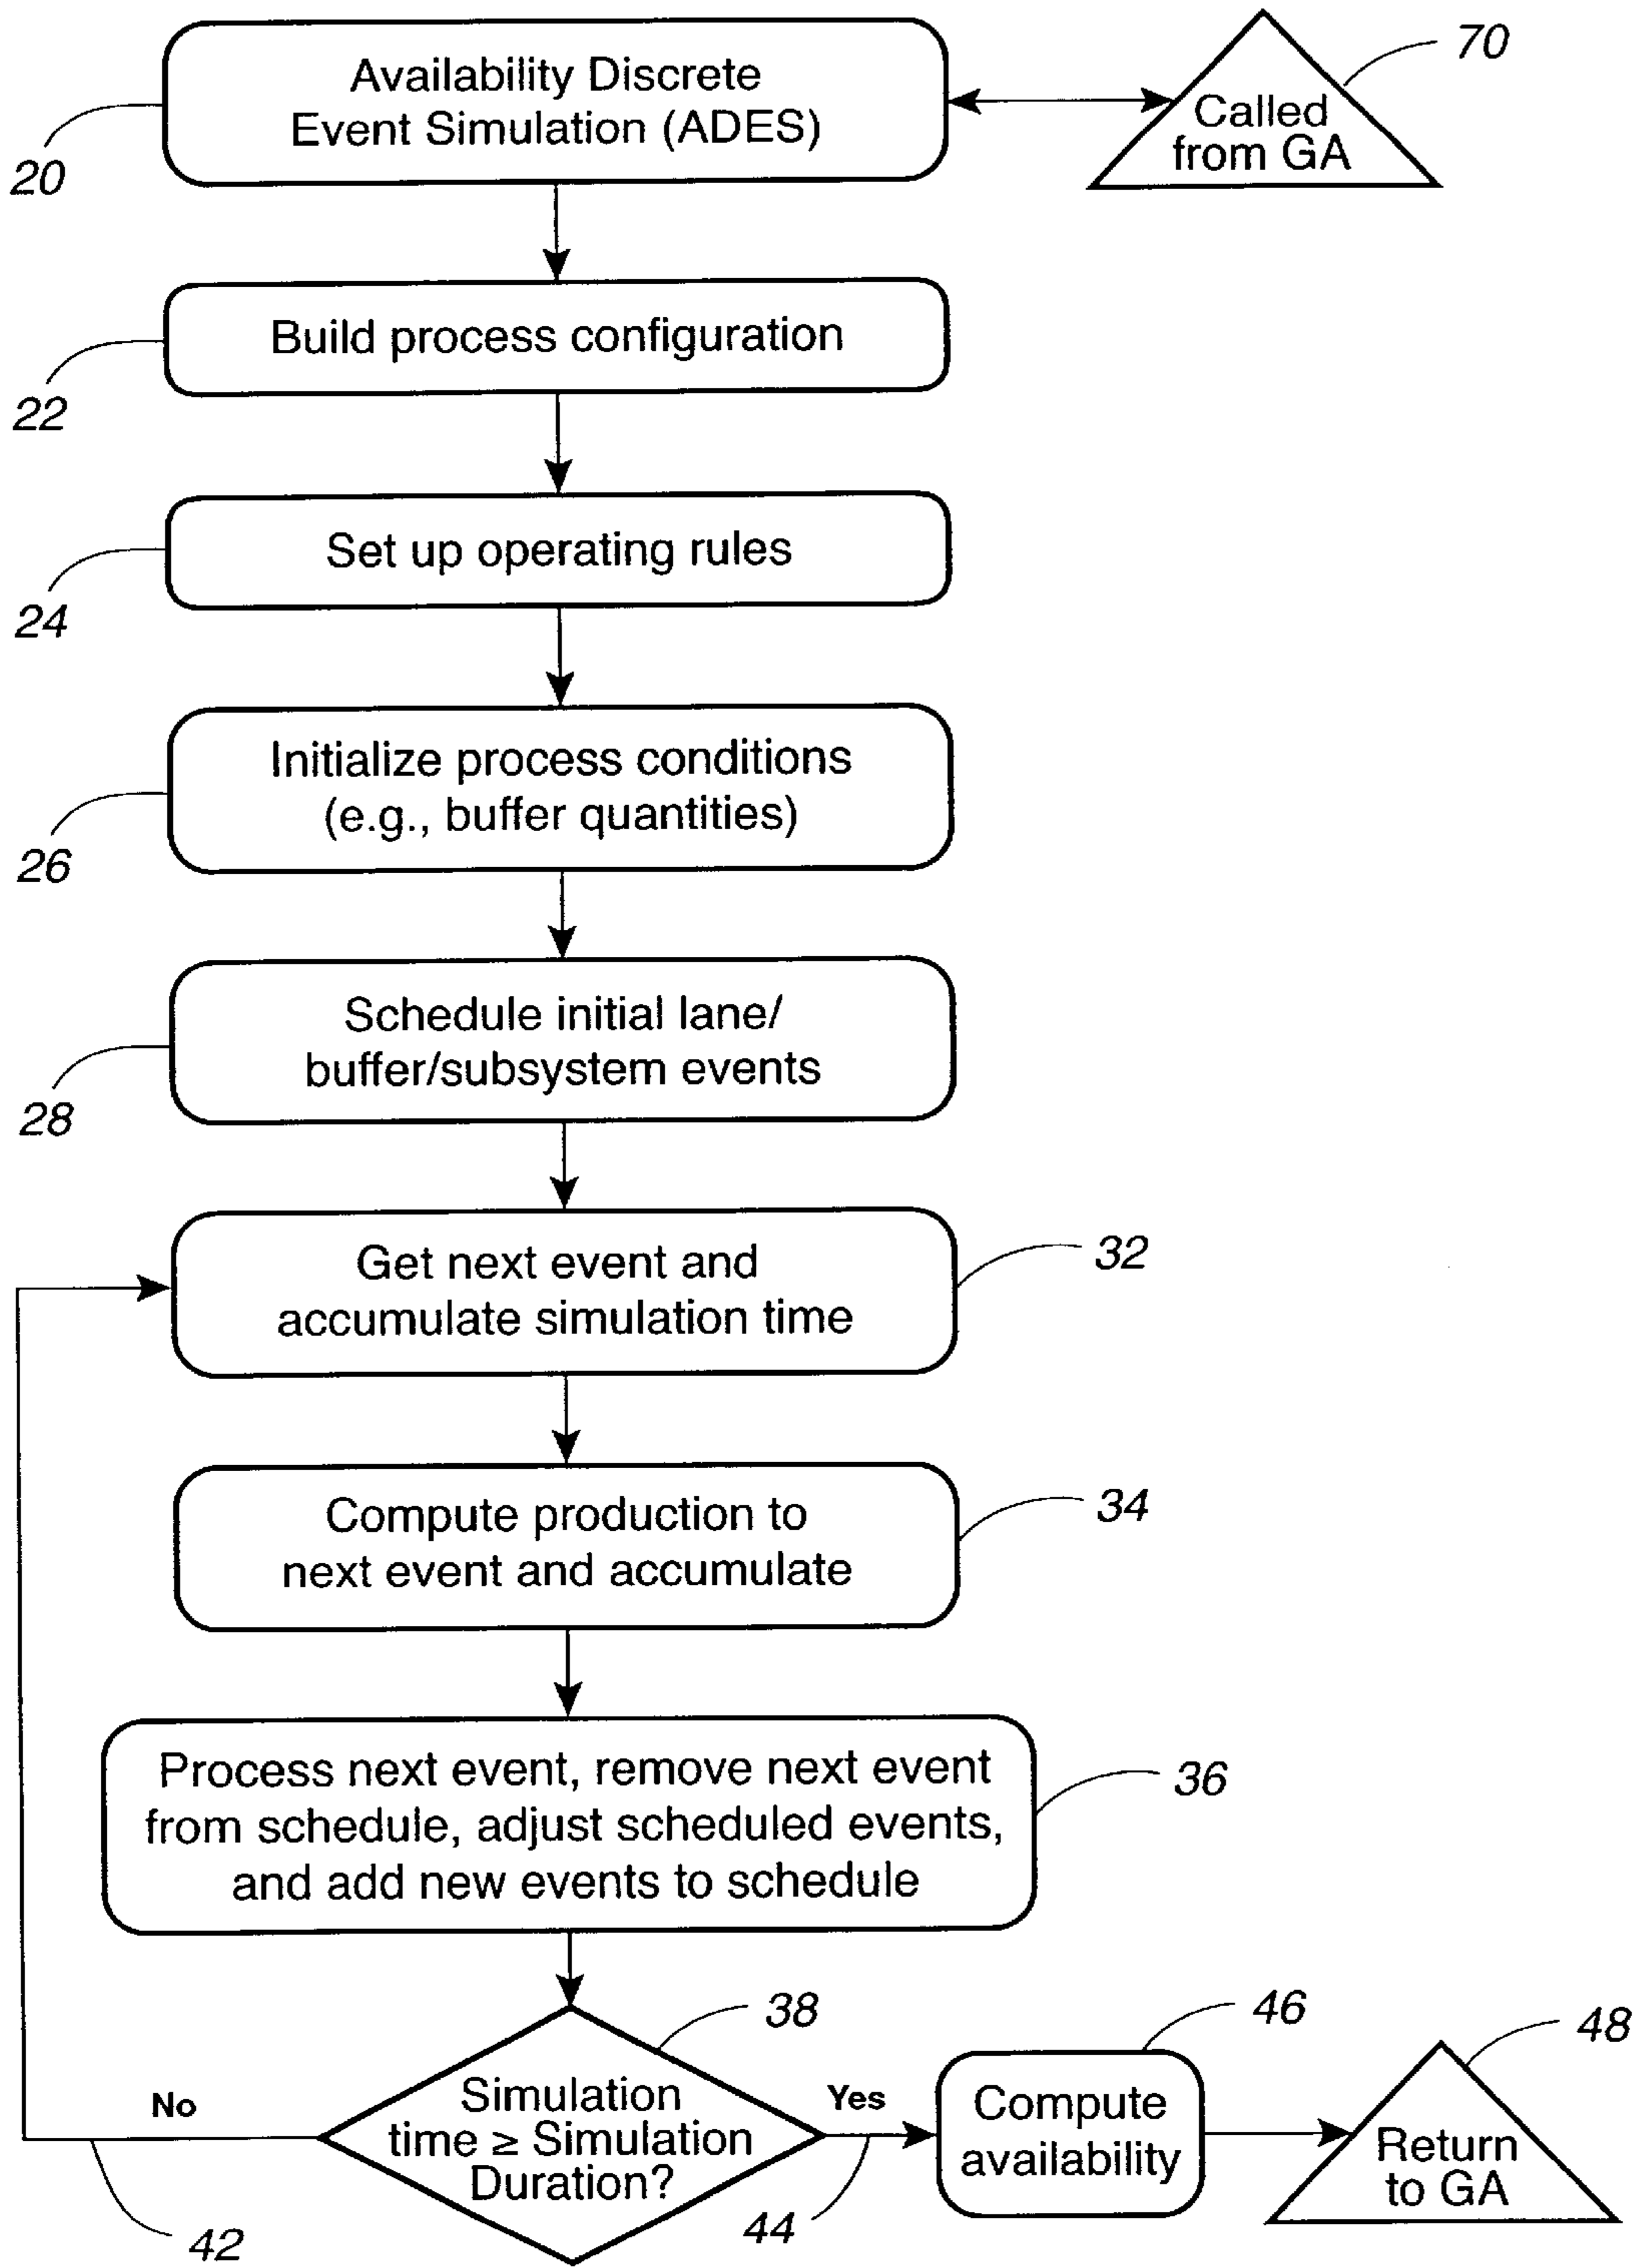 Availability Discrete
Event Simulation (ADES)
20
Called
from GA
70
Build process configuration
22
Set up operating rules
24
Initialize process conditions
(e.g., buffer quantities)
26
Schedule initial lane/
buffer/subsystem events
28
Get next event and
accumulate simulation time
32
Compute production to
next event and accumulate
34
Process next event, remove next event
from schedule, adjust scheduled events,
and add new events to schedule
36
Simulation
time ≥ Simulation
Duration?
38
No
42
Yes
44
Compute
availability
46
Return
to GA
48